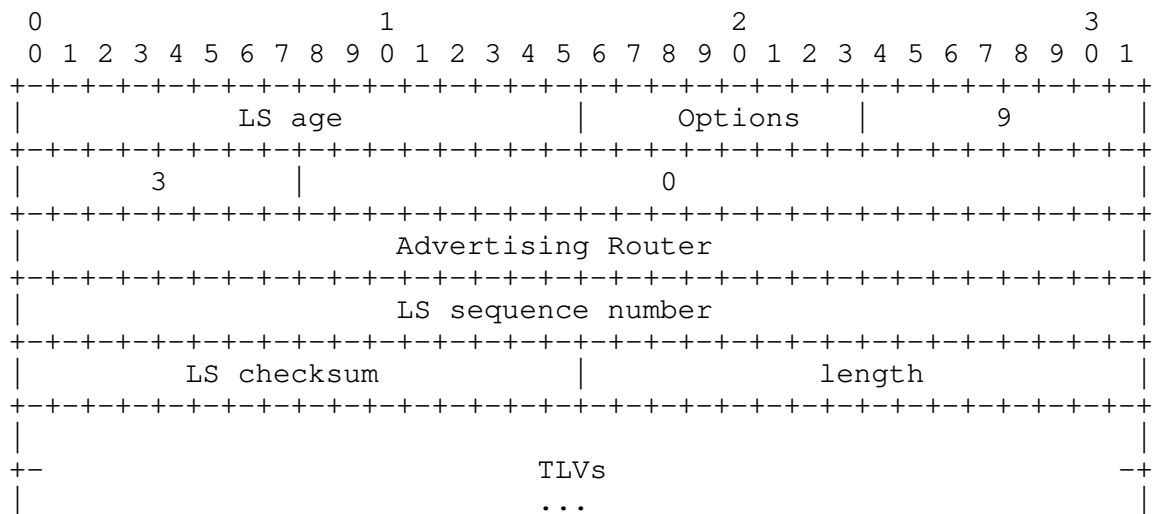 0                   1                   2                   3
 0 1 2 3 4 5 6 7 8 9 0 1 2 3 4 5 6 7 8 9 0 1 2 3 4 5 6 7 8 9 0 1
+-+-+-+-+-+-+-+-+-+-+-+-+-+-+-+-+-+-+-+-+-+-+-+-+-+-+-+-+-+-+-+-+
|            LS age             |     Options   |       9       |
+-+-+-+-+-+-+-+-+-+-+-+-+-+-+-+-+-+-+-+-+-+-+-+-+-+-+-+-+-+-+-+-+
|       3       |                    0                          |
+-+-+-+-+-+-+-+-+-+-+-+-+-+-+-+-+-+-+-+-+-+-+-+-+-+-+-+-+-+-+-+-+
|                     Advertising Router                        |
+-+-+-+-+-+-+-+-+-+-+-+-+-+-+-+-+-+-+-+-+-+-+-+-+-+-+-+-+-+-+-+-+
|                     LS sequence number                        |
+-+-+-+-+-+-+-+-+-+-+-+-+-+-+-+-+-+-+-+-+-+-+-+-+-+-+-+-+-+-+-+-+
|         LS checksum           |             length            |
+-+-+-+-+-+-+-+-+-+-+-+-+-+-+-+-+-+-+-+-+-+-+-+-+-+-+-+-+-+-+-+-+
|                                                               |
+-                            TLVs                             -+
|                             ...                               |